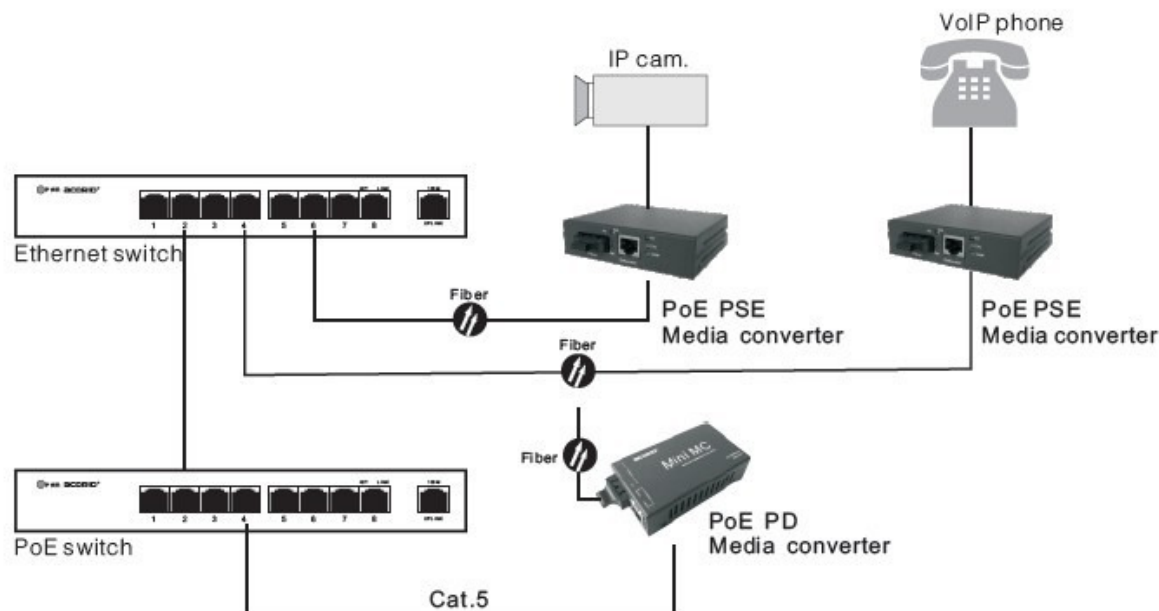 VoIP phone
IP cam.
1 2 3 4 5 6 7 8
Ethernet switch
Fiber
PoE PSE
Media converter
PoE PSE
Media converter
Fiber
Fiber
Mini MC
1 2 3 4 5 6 7 8
PoE switch
PoE PD
Media converter
Cat.5